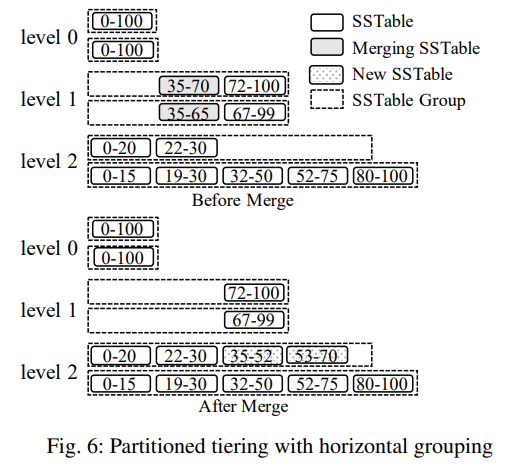 level 0
0-100
0-100
SSTable
Merging SSTable
New SSTable
SSTable Group
level 1
35-70 72-100
35-65 67-99
level 2
0-20 22-30
0-15 19-30 32-50 52-75 80-100
Before Merge
level 0
0-100
0-100
level 1
72-100
67-99
level 2
0-20 22-30 35-52 53-70
0-15 19-30 32-50 52-75 80-100
After Merge
Fig. 6: Partitioned tiering with horizontal grouping